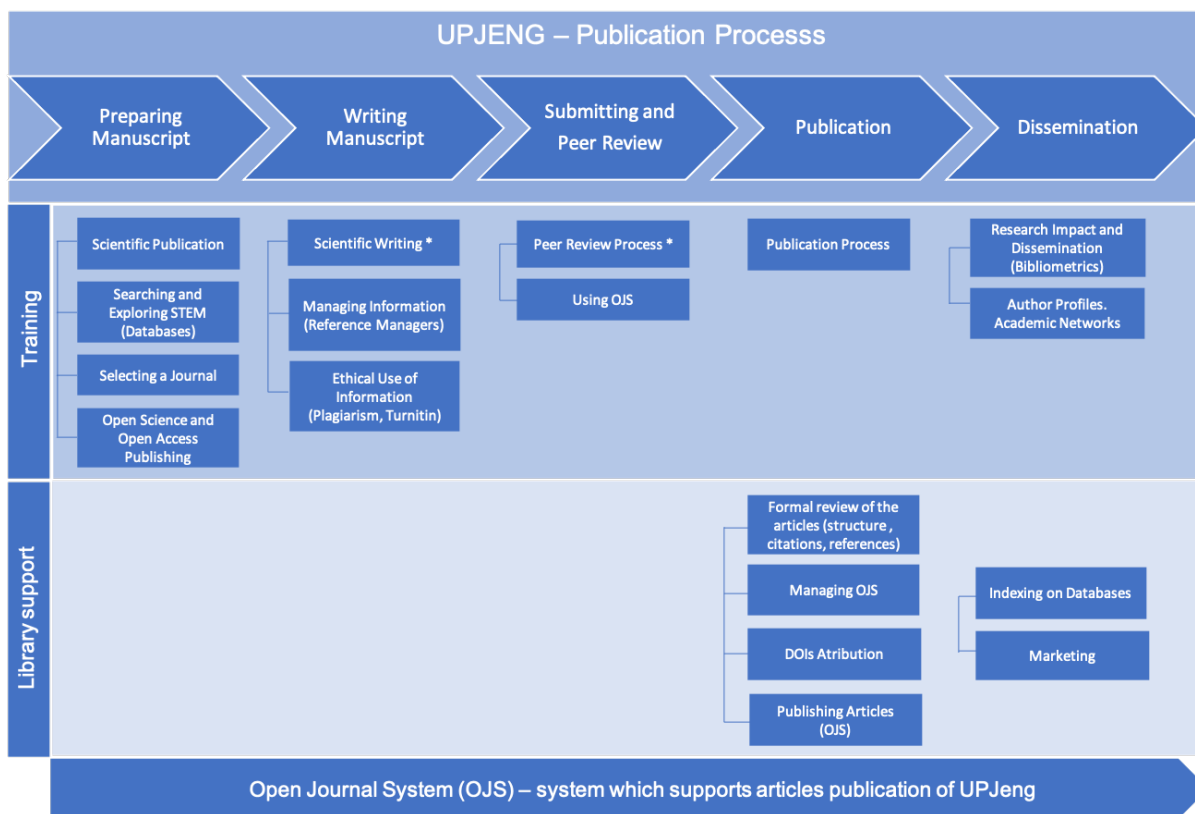 UPJENG – Publication Processs
Preparing
Manuscript
Writing
Manuscript
Submitting and
Peer Review
Publication
Dissemination
Training
Scientific Publication
Searching and
Exploring STEM
(Databases)
Selecting a Journal
Open Science and
Open Access
Publishing
Scientific Writing *
Managing Information
(Reference Managers)
Ethical Use of
Information
(Plagiarism, Turnitin)
Peer Review Process *
Using OJS
Publication Process
Research Impact and
Dissemination
(Bibliometrics)
Author Profiles.
Academic Networks
Library support
Formal review of the
articles (structure ,
citations, references)
Managing OJS
DOIs Atribution
Publishing Articles
(OJS)
Indexing on Databases
Marketing
Open Journal System (OJS) – system which supports articles publication of UPJeng